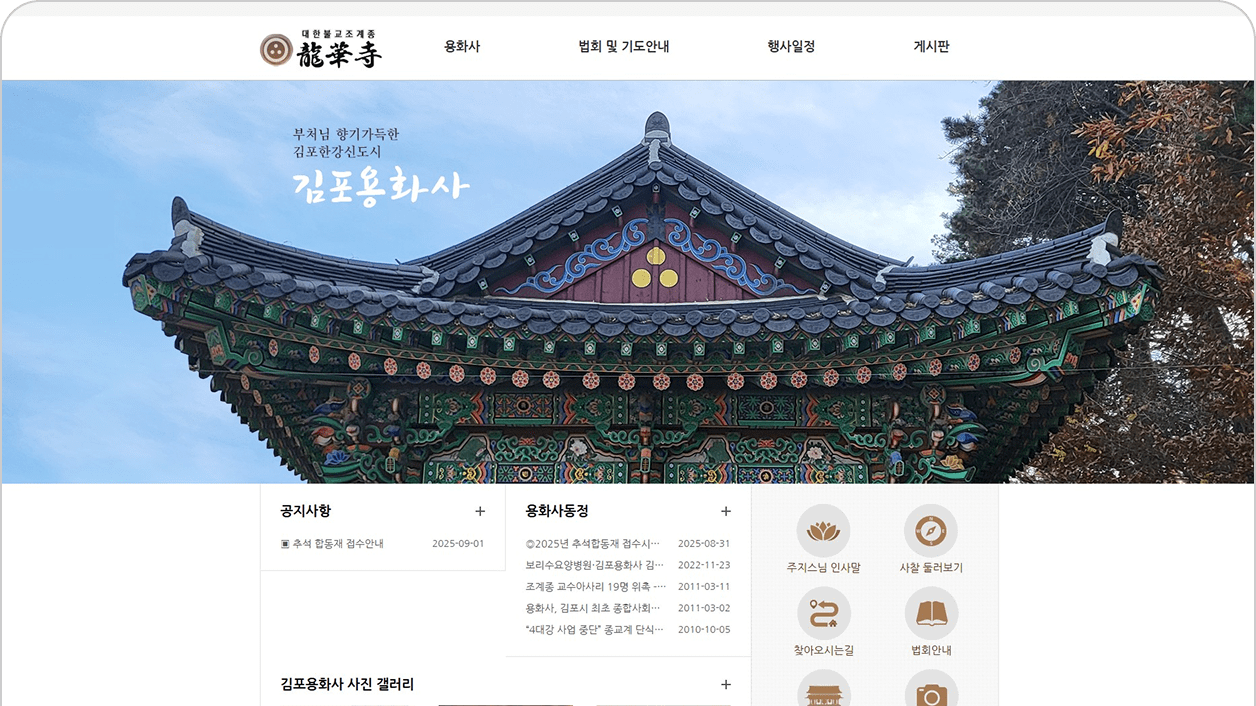 대한불교조계종
龍華寺
용화사
법회 및 기도안내
행사일정
게시판
부처님 향기가득한
김포한강신도시
김포용화사
공지사항 +
▣ 추석 합동재 접수안내 2025-09-01
용화사동정 +
◎2025년 추석합동재 접수시… 2025-08-31
보리수요양병원·김포용화사 김… 2022-11-23
조계종 교수아사리 19명 위촉 -… 2011-03-11
용화사, 김포시 최초 종합사회… 2011-03-02
“4대강 사업 중단” 종교계 단식… 2010-10-05
주지스님 인사말
사찰 둘러보기
찾아오시는길
법회안내
김포용화사 사진 갤러리 +